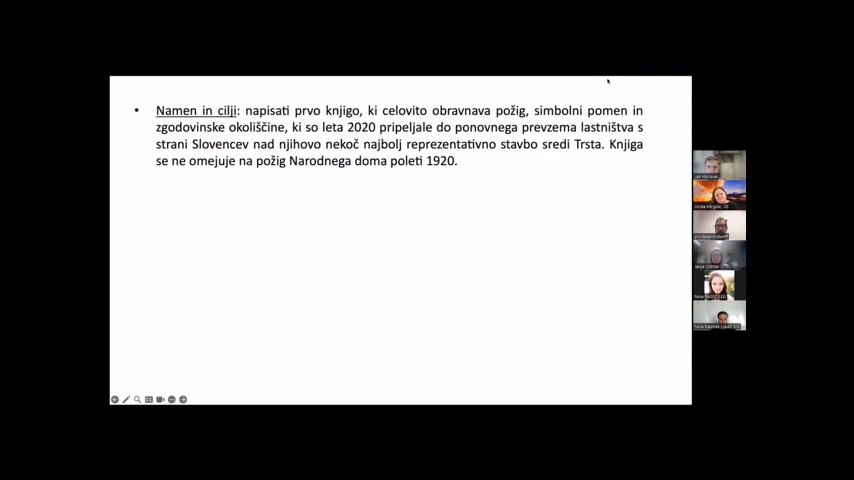 • Namen in cilji: napisati prvo knjigo, ki celovito obravnava požig, simbolni pomen in
zgodovinske okoliščine, ki so leta 2020 pripeljale do ponovnega prevzema lastništva s
strani Slovencev nad njihovo nekoč najbolj reprezentativno stavbo sredi Trsta. Knjiga
se ne omejuje na požig Narodnega doma poleti 1920.